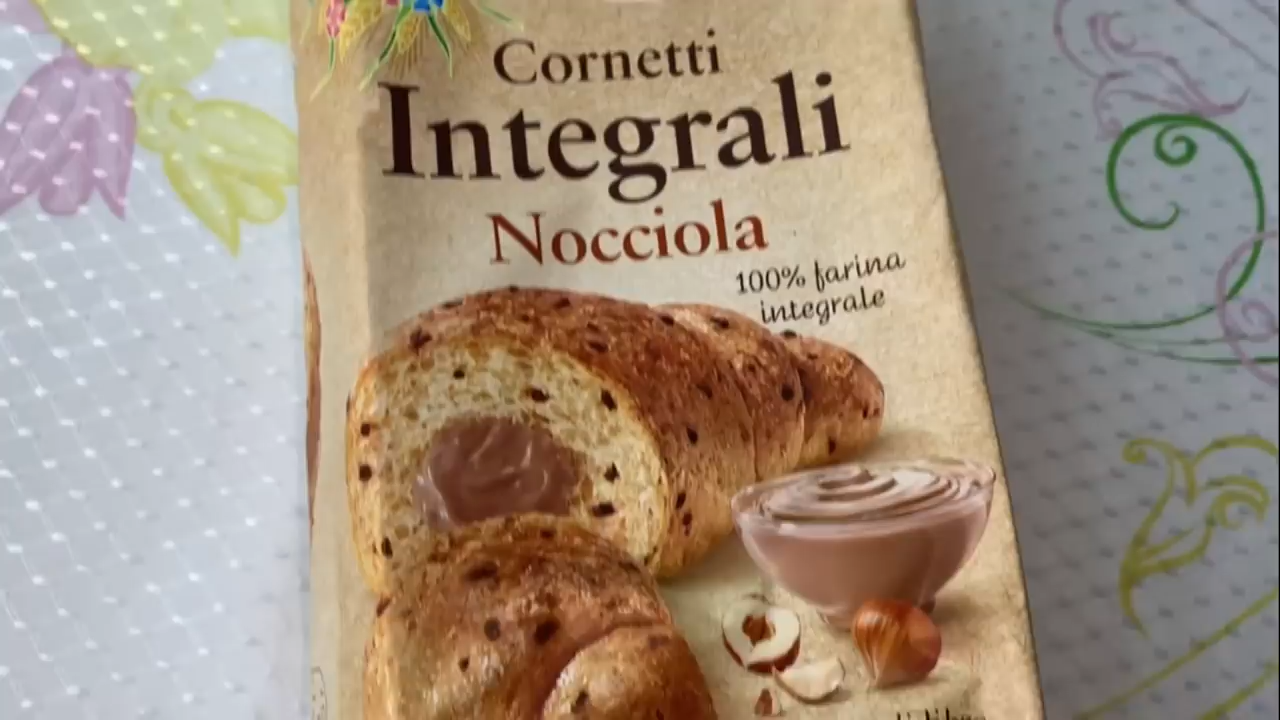 Cornetti
Integrali
Nocciola
100% farina
integrale